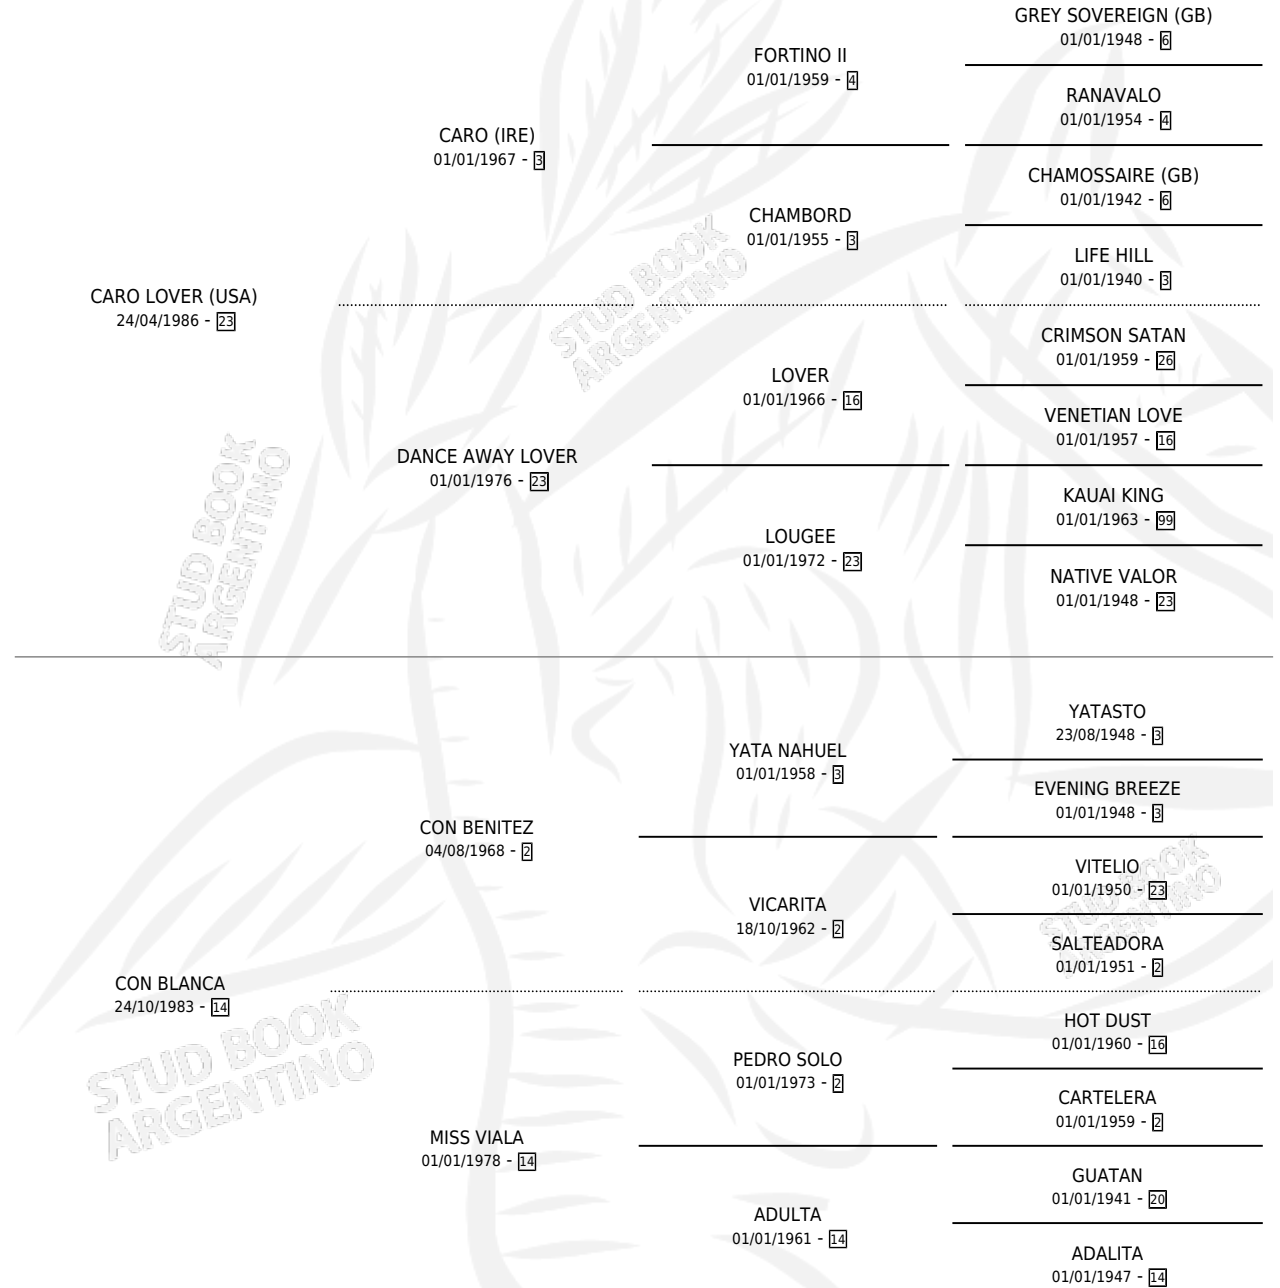 GREY SOVEREIGN (GB)
01/01/1948 - 6
FORTINO II
01/01/1959 - 4
RANAVALO
01/01/1954 - 4
CARO (IRE)
01/01/1967 - 3
CHAMOSSAIRE (GB)
01/01/1942 - 6
CHAMBORD
01/01/1955 - 3
LIFE HILL
01/01/1940 - 3
CARO LOVER (USA)
24/04/1986 - 23
CRIMSON SATAN
01/01/1959 - 26
LOVER
01/01/1966 - 16
VENETIAN LOVE
01/01/1957 - 16
DANCE AWAY LOVER
01/01/1976 - 23
KAUAI KING
01/01/1963 - 99
LOUGEE
01/01/1972 - 23
NATIVE VALOR
01/01/1948 - 23
YATASTO
23/08/1948 - 3
YATA NAHUEL
01/01/1958 - 3
EVENING BREEZE
01/01/1948 - 3
CON BENITEZ
04/08/1968 - 2
VITELIO
01/01/1950 - 23
VICARITA
18/10/1962 - 2
SALTEADORA
01/01/1951 - 2
CON BLANCA
24/10/1983 - 14
HOT DUST
01/01/1960 - 16
PEDRO SOLO
01/01/1973 - 2
CARTELERA
01/01/1959 - 2
MISS VIALA
01/01/1978 - 14
GUATAN
01/01/1941 - 20
ADULTA
01/01/1961 - 14
ADALITA
01/01/1947 - 14
STUD BOOK
ARGENTINO
STUD BOOK
ARGENTINO
STUD BOOK
ARGENTINO
STUD BOOK
ARGENTINO